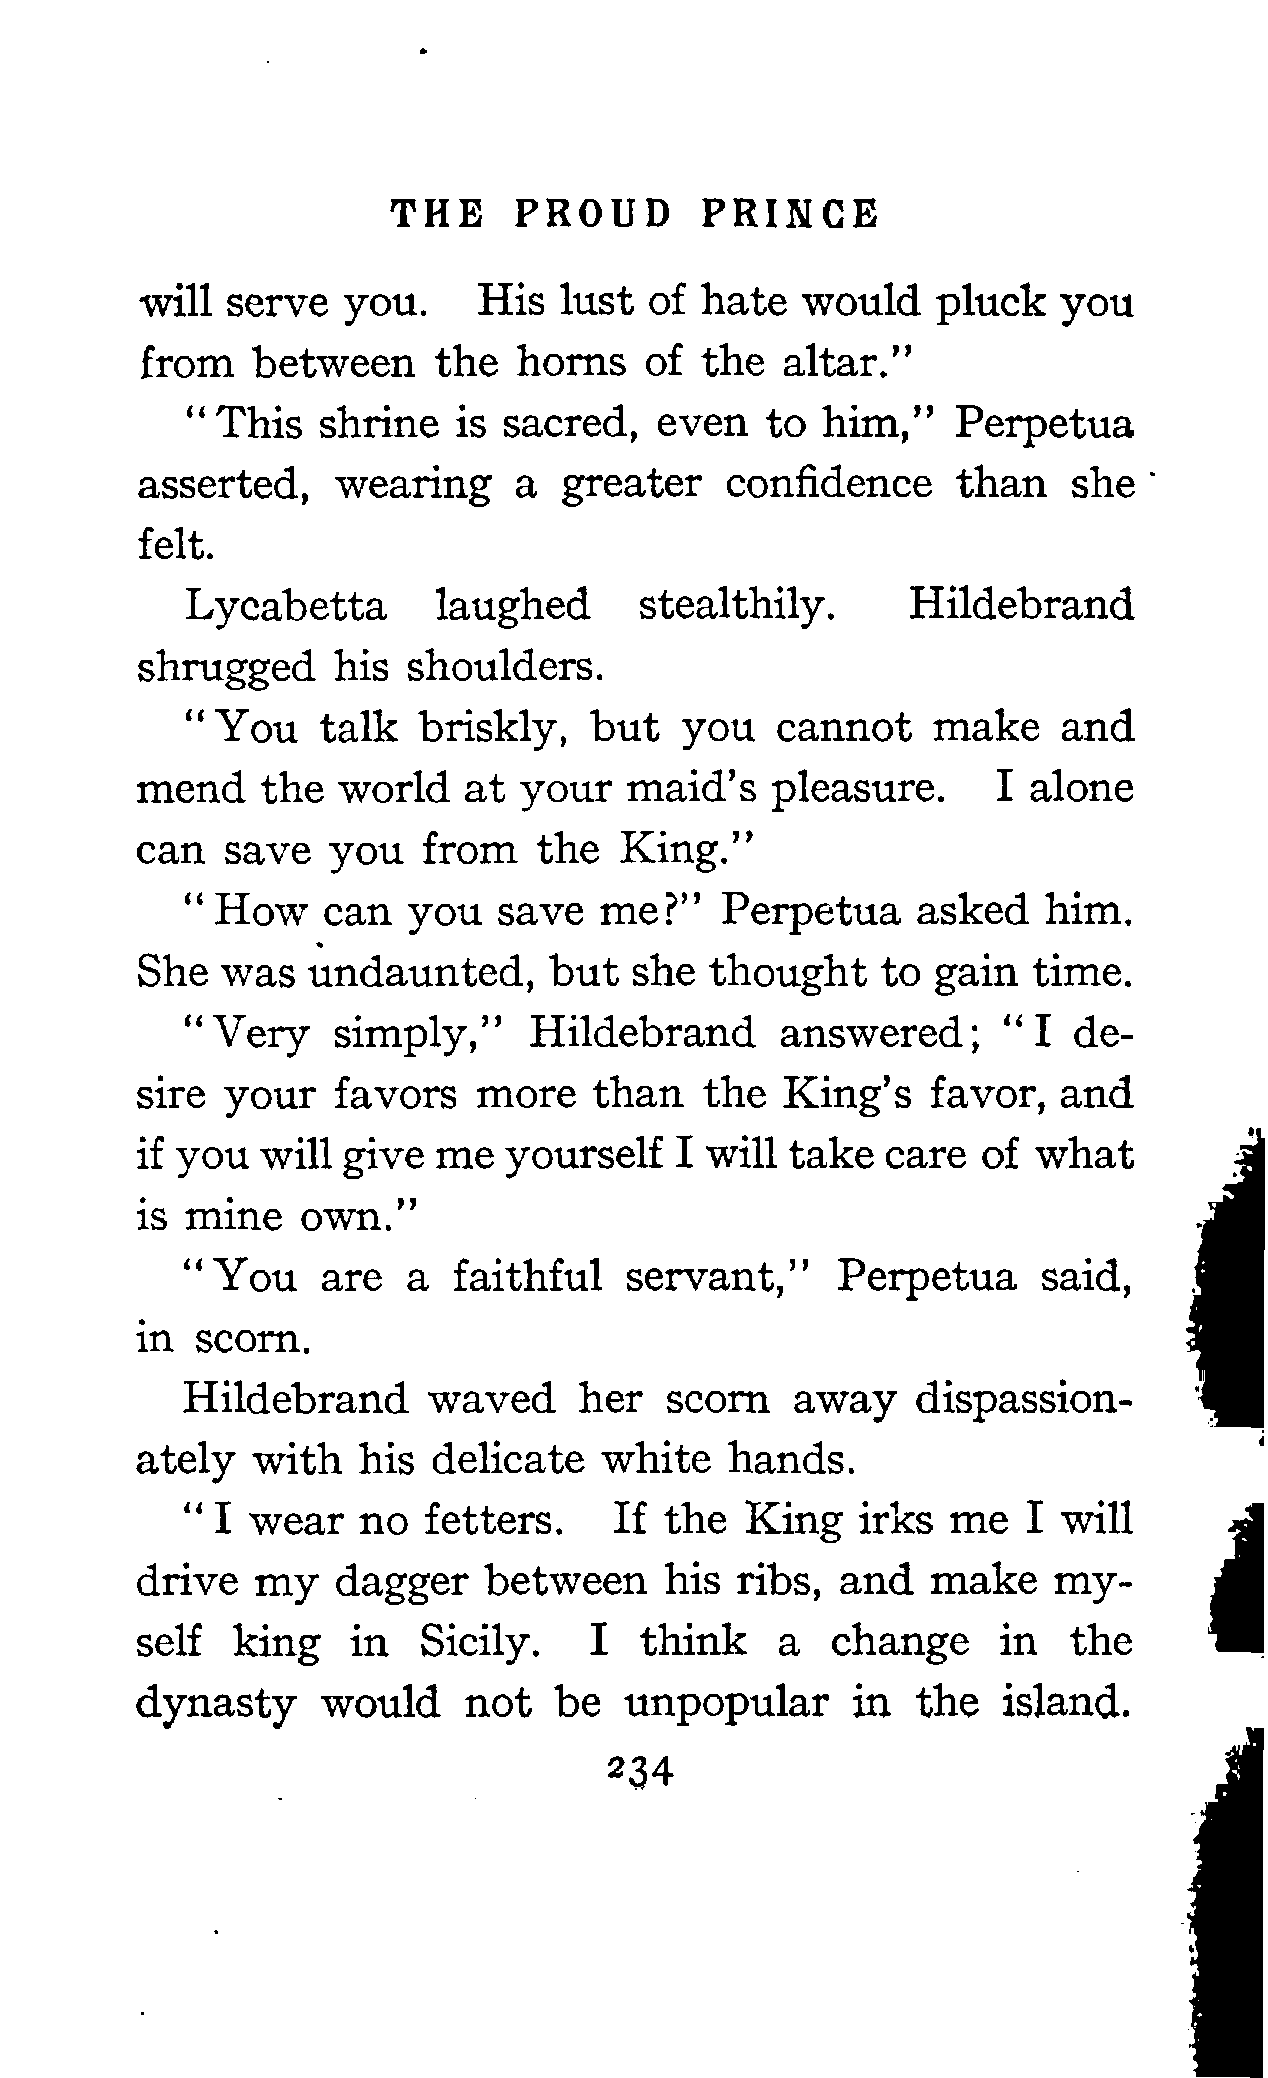 THE PROUD PRINCE
will serve you. His lust of hate would pluck you
from between the horns of the altar."
"This shrine is sacred, even to him," Perpetua
asserted, wearing a greater confidence than she
felt.
Lycabetta laughed stealthily. Hildebrand
shrugged his shoulders.
"You talk briskly, but you cannot make and
mend the world at your maid's pleasure. I alone
can save you from the King."
"How can you save me?" Perpetua asked him.
She was undaunted, but she thought to gain time.
"Very simply," Hildebrand answered; "I de-
sire your favors more than the King's favor, and
if you will give me yourself I will take care of what
is mine own."
"You are a faithful servant," Perpetua said,
in scorn.
Hildebrand waved her scorn away dispassion-
ately with his delicate white hands.
"I wear no fetters. If the King irks me I will
drive my dagger between his ribs, and make my-
self king in Sicily. I think a change in the
dynasty would not be unpopular in the island.
234